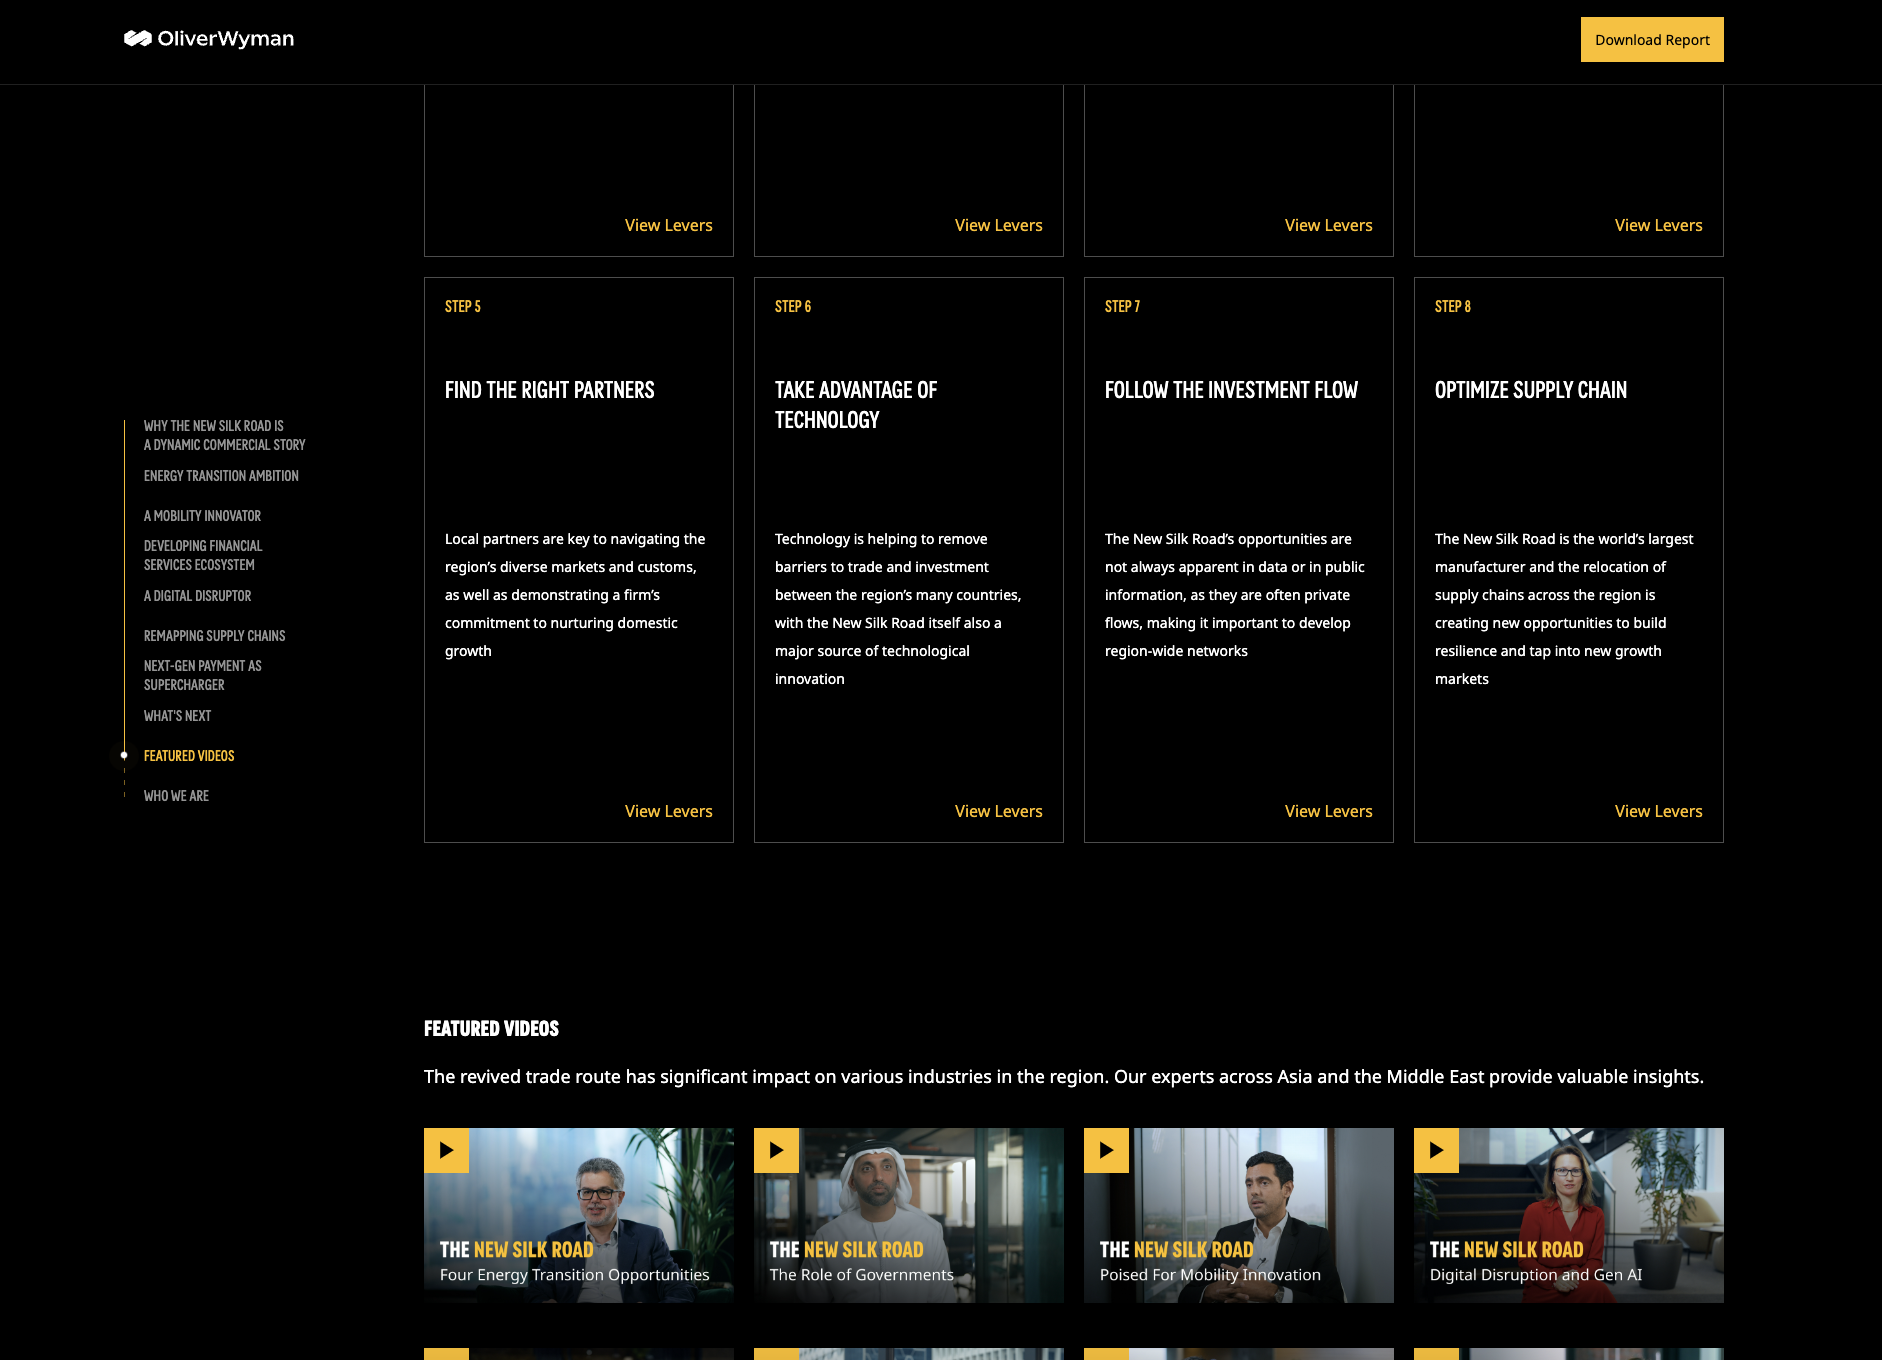 OliverWyman
Download Report
View Levers
View Levers
View Levers
View Levers
WHY THE NEW SILK ROAD IS
A DYNAMIC COMMERCIAL STORY
ENERGY TRANSITION AMBITION
A MOBILITY INNOVATOR
DEVELOPING FINANCIAL
SERVICES ECOSYSTEM
A DIGITAL DISRUPTOR
REMAPPING SUPPLY CHAINS
NEXT-GEN PAYMENT AS
SUPERCHARGER
WHAT'S NEXT
FEATURED VIDEOS
WHO WE ARE
STEP 5
FIND THE RIGHT PARTNERS
Local partners are key to navigating the
region’s diverse markets and customs,
as well as demonstrating a firm’s
commitment to nurturing domestic
growth
View Levers
STEP 6
TAKE ADVANTAGE OF
TECHNOLOGY
Technology is helping to remove
barriers to trade and investment
between the region’s many countries,
with the New Silk Road itself also a
major source of technological
innovation
View Levers
STEP 7
FOLLOW THE INVESTMENT FLOW
The New Silk Road’s opportunities are
not always apparent in data or in public
information, as they are often private
flows, making it important to develop
region-wide networks
View Levers
STEP 8
OPTIMIZE SUPPLY CHAIN
The New Silk Road is the world’s largest
manufacturer and the relocation of
supply chains across the region is
creating new opportunities to build
resilience and tap into new growth
markets
View Levers
FEATURED VIDEOS
The revived trade route has significant impact on various industries in the region. Our experts across Asia and the Middle East provide valuable insights.
THE NEW SILK ROAD
Four Energy Transition Opportunities
THE NEW SILK ROAD
The Role of Governments
THE NEW SILK ROAD
Poised For Mobility Innovation
THE NEW SILK ROAD
Digital Disruption and Gen AI